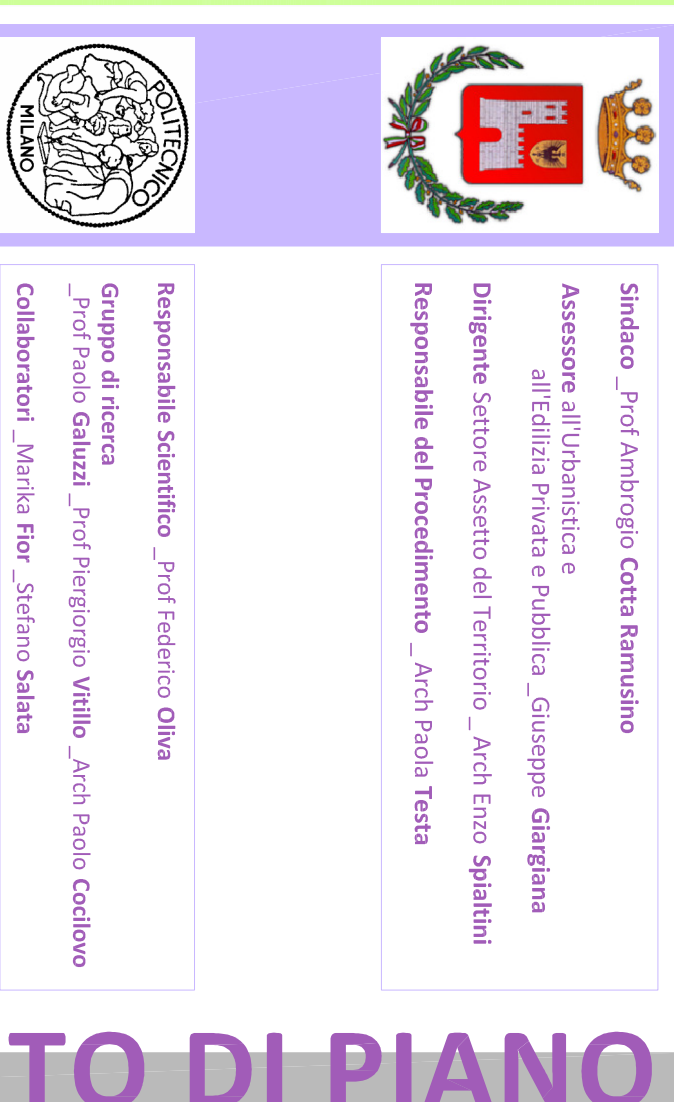 POLITECNICO
MILANO
Sindaco _Prof Ambrogio Cotta Ramusino
Assessore all'Urbanistica e
all'Edilizia Privata e Pubblica _Giuseppe Giargiana
Dirigente Settore Assetto del Territorio _ Arch Enzo Spialtini
Responsabile del Procedimento _ Arch Paola Testa
Responsabile Scientifico _Prof Federico Oliva
Gruppo di ricerca
_Prof Paolo Galuzzi _Prof Piergiorgio Vitillo _Arch Paolo Cocilovo
Collaboratori _Marika Fior _Stefano Salata
TO DI PIANO